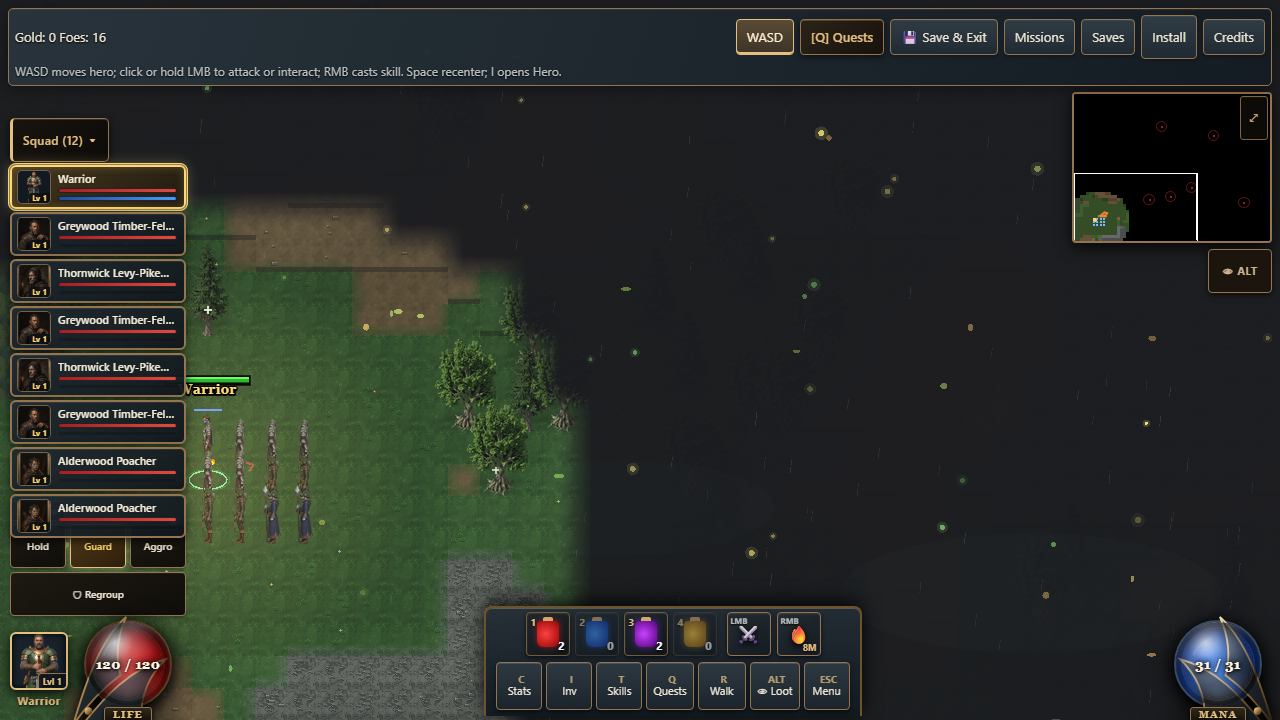 Gold: 0 Foes: 16
WASD
[Q] Quests
Save & Exit
Missions
Saves
Install
Credits
WASD moves hero; click or hold LMB to attack or interact; RMB casts skill. Space recenter; I opens Hero.
Squad (12)
Warrior
Lv 1
Greywood Timber-Fel...
Lv 1
Thornwick Levy-Pike...
Lv 1
Greywood Timber-Fel...
Lv 1
Thornwick Levy-Pike...
Lv 1
Greywood Timber-Fel...
Lv 1
Alderwood Poacher
Lv 1
Alderwood Poacher
Lv 1
Hold
Guard
Aggro
Regroup
ALT
Warrior
Lvl 1
Warrior
120 / 120
LIFE
1
2
2
0
3
2
4
0
LMB
RMB
8M
C
Stats
I
Inv
T
Skills
Q
Quests
R
Walk
ALT
Loot
ESC
Menu
31 / 31
MANA